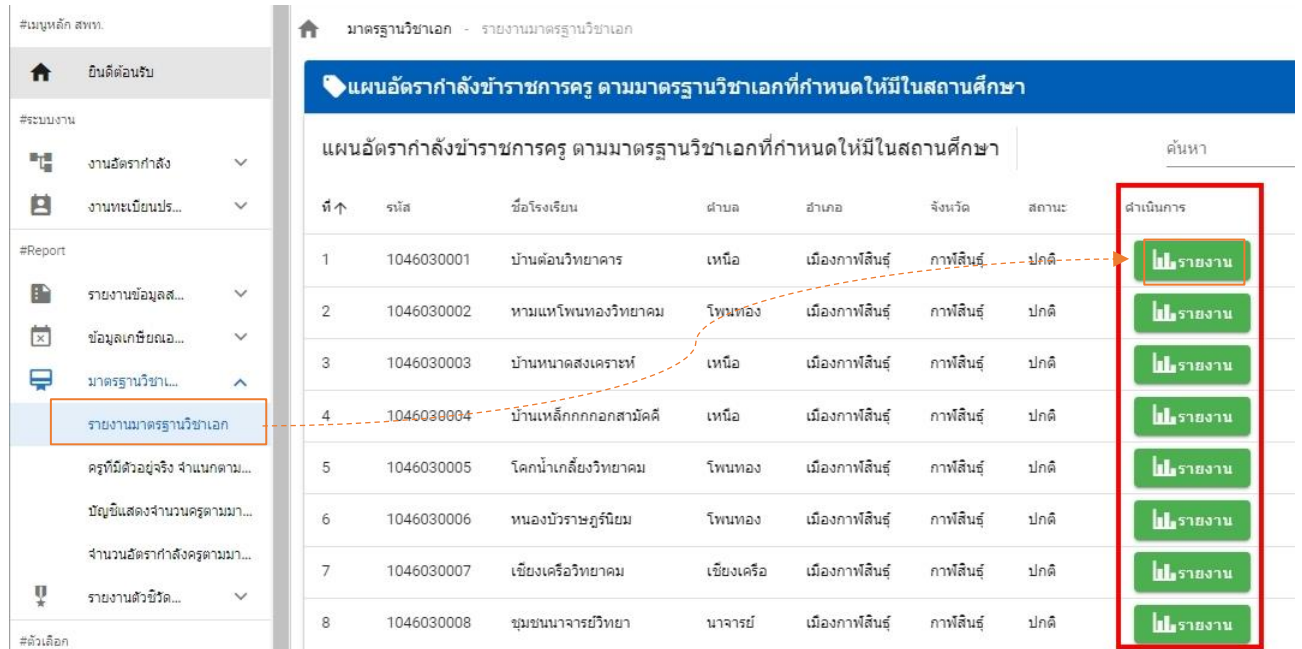 #เมนูหลัก สพท.
ยินดีต้อนรับ
#ระบบงาน
งานอัตรากำลัง
งานทะเบียนประ...
#Report
รายงานข้อมูลส...
ข้อมูลเกษียณอ...
มาตรฐานวิชาเ...
รายงานมาตรฐานวิชาเอก
ครูที่มีตัวอยู่จริง จำแนกตาม...
บัญชีแสดงจำนวนครูตามมา...
จำนวนอัตรากำลังครูตามมา...
รายงานตัวชี้วัด...
#ตัวเลือก
มาตรฐานวิชาเอก - รายงานมาตรฐานวิชาเอก
แผนอัตรากำลังข้าราชการครู ตามมาตรฐานวิชาเอกที่กำหนดให้มีในสถานศึกษา
แผนอัตรากำลังข้าราชการครู ตามมาตรฐานวิชาเอกที่กำหนดให้มีในสถานศึกษา ค้นหา
ที่ รหัส ชื่อโรงเรียน ตำบล อำเภอ จังหวัด สถานะ ดำเนินการ
1 1046030001 บ้านต้อนวิทยาคาร เหนือ เมืองกาฬสินธุ์ กาฬสินธุ์ ปกติ รายงาน
2 1046030002 หามแหโพนทองวิทยาคม โพนทอง เมืองกาฬสินธุ์ กาฬสินธุ์ ปกติ รายงาน
3 1046030003 บ้านหนาดสงเคราะห์ เหนือ เมืองกาฬสินธุ์ กาฬสินธุ์ ปกติ รายงาน
4 1046030004 บ้านเหล็กกกกอกสามัคคี เหนือ เมืองกาฬสินธุ์ กาฬสินธุ์ ปกติ รายงาน
5 1046030005 โคกน้ำเกลี้ยงวิทยาคม โพนทอง เมืองกาฬสินธุ์ กาฬสินธุ์ ปกติ รายงาน
6 1046030006 หนองบัวราษฎร์นิยม โพนทอง เมืองกาฬสินธุ์ กาฬสินธุ์ ปกติ รายงาน
7 1046030007 เชียงเครือวิทยาคม เชียงเครือ เมืองกาฬสินธุ์ กาฬสินธุ์ ปกติ รายงาน
8 1046030008 ชุมชนนาจารย์วิทยา นาจารย์ เมืองกาฬสินธุ์ กาฬสินธุ์ ปกติ รายงาน